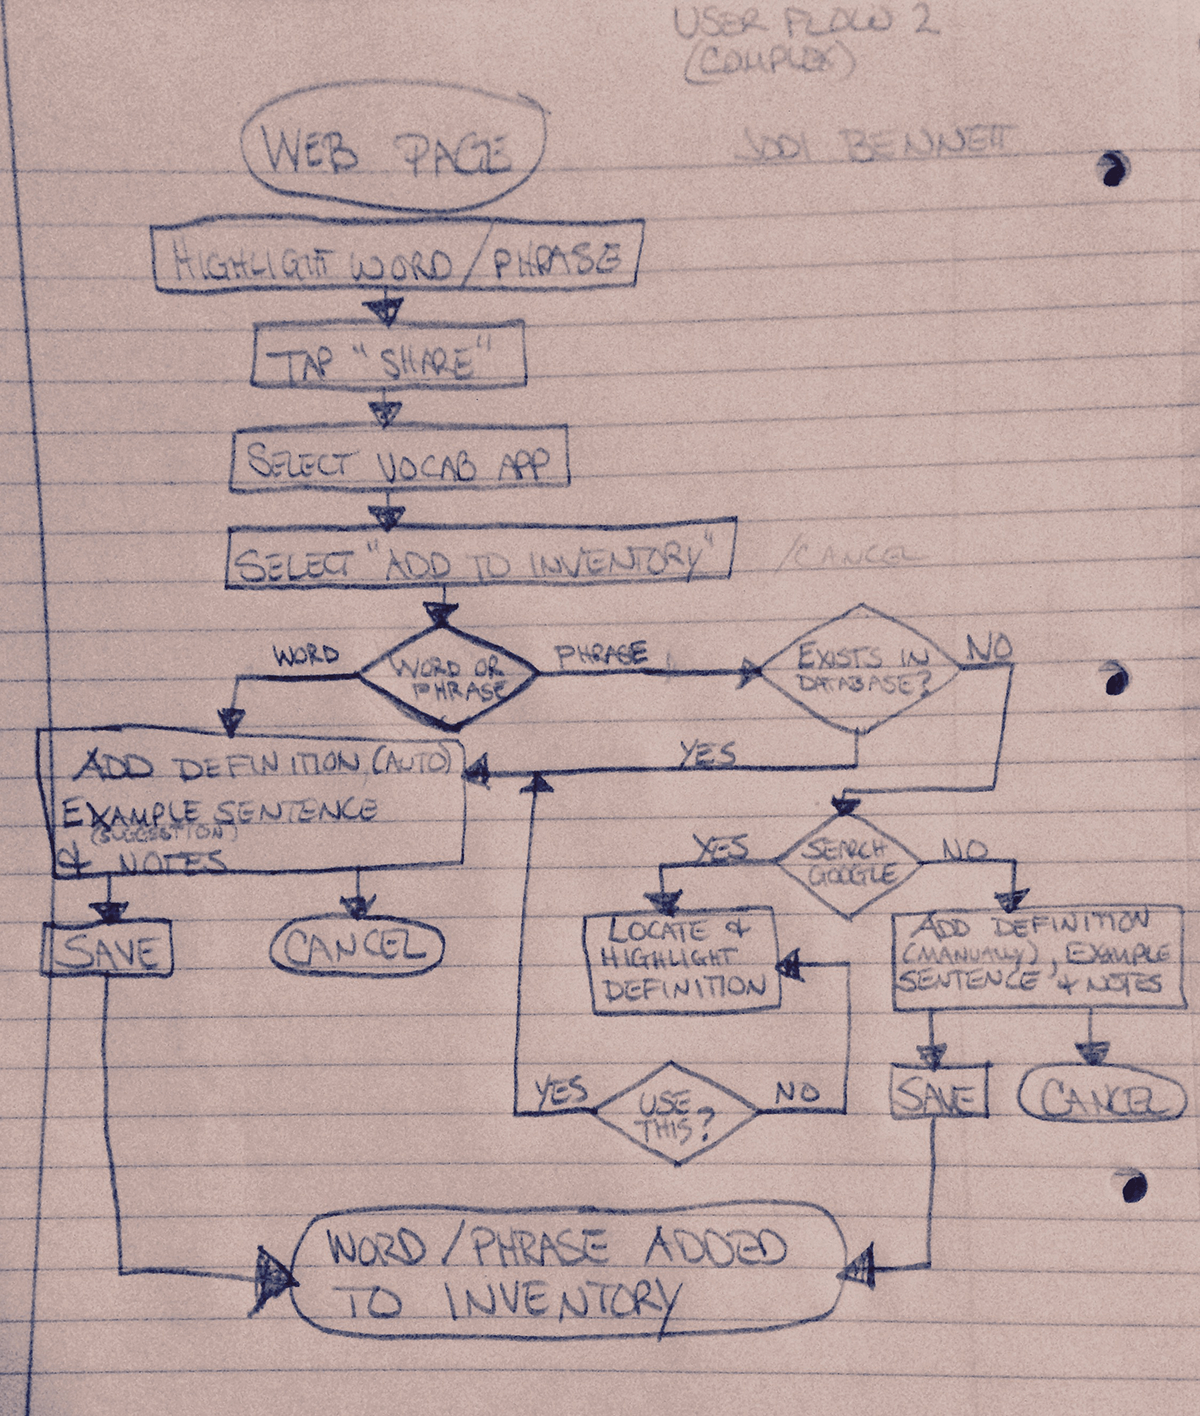 USER FLOW 2
(COMPLEX)
JODI BENNETT
WEB PAGE
HIGHLIGHT WORD/PHRASE
TAP "SHARE"
SELECT VOCAB APP
SELECT "ADD TO INVENTORY"
/CANCEL
WORD
WORD OR
PHRASE
PHRASE
EXISTS IN
DATABASE?
NO
YES
ADD DEFINITION, (AUTO)
EXAMPLE SENTENCE
(SUGGESTION)
& NOTES
SAVE
CANCEL
YES
SEARCH
GOOGLE
NO
LOCATE &
HIGHLIGHT
DEFINITION
ADD DEFINITION
(MANUALLY), EXAMPLE
SENTENCE & NOTES
YES
USE
THIS?
NO
SAVE
CANCEL
WORD/PHRASE ADDED
TO INVENTORY